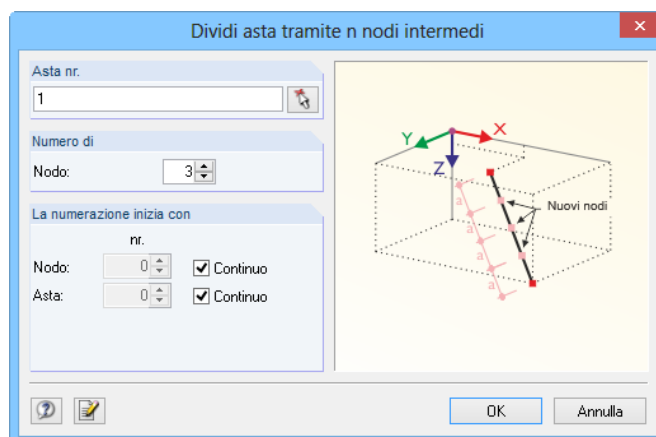 Dividi asta tramite n nodi intermedi
Asta nr.
1
Numero di
Nodo: 3
La numerazione inizia con
nr.
Nodo: 0 Continuo
Asta: 0 Continuo
X
Y
Z
Nuovi nodi
a
a
a
a
OK Annulla